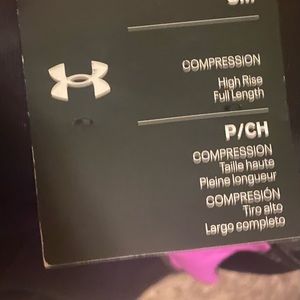 COMPRESSION
High Rise
Full Length
P/CH
COMPRESSION
Taille haute
Pleine longueur
COMPRESIÓN
Tiro alto
Largo completo